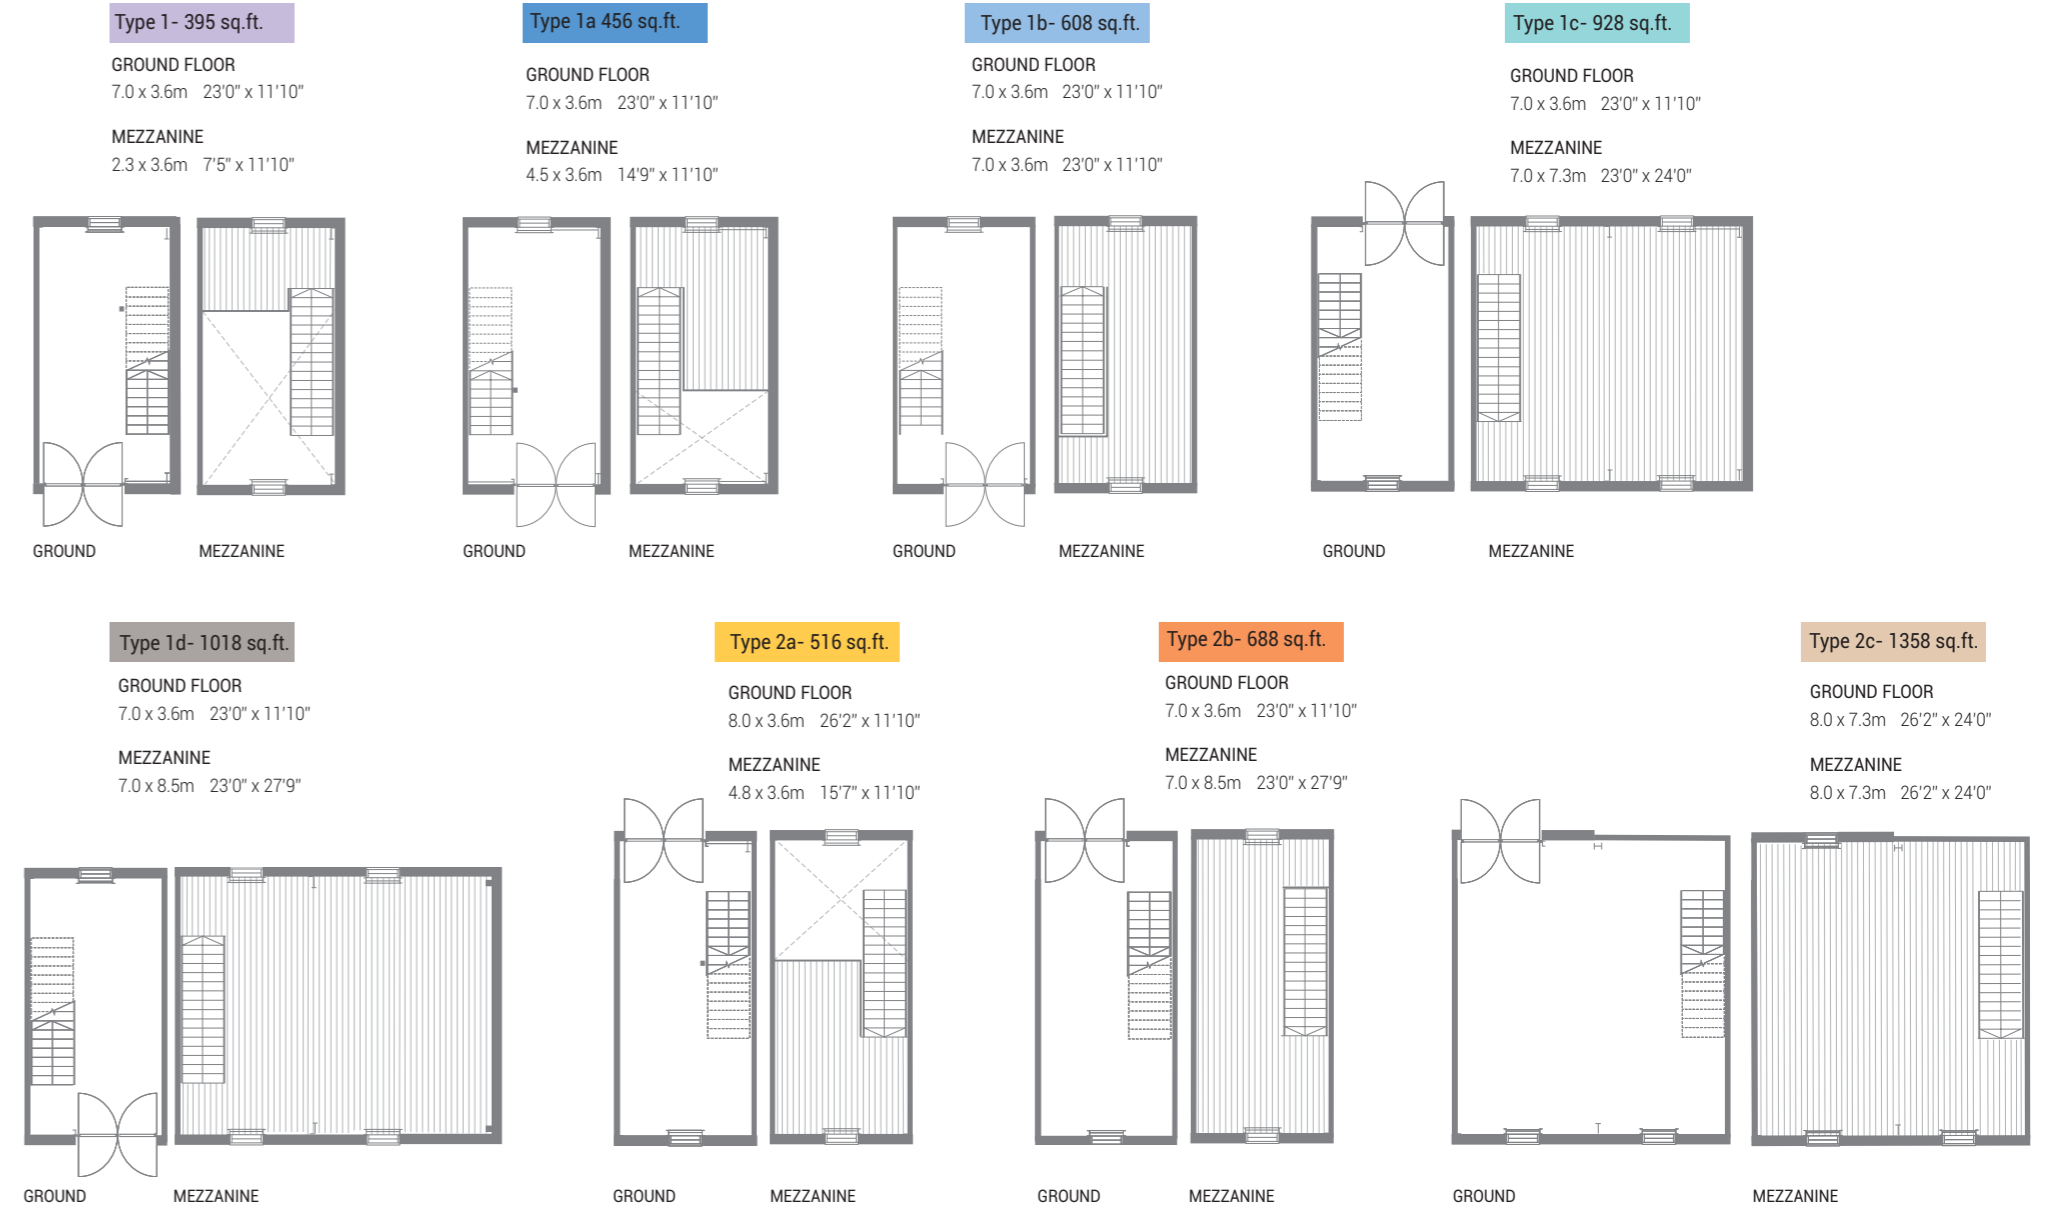 Type 1- 395 sq.ft.
GROUND FLOOR
7.0 x 3.6m 23'0" x 11'10"
MEZZANINE
2.3 x 3.6m 7'5" x 11'10"
GROUND
MEZZANINE
Type 1a 456 sq.ft.
GROUND FLOOR
7.0 x 3.6m 23'0" x 11'10"
MEZZANINE
4.5 x 3.6m 14'9" x 11'10"
GROUND
MEZZANINE
Type 1b- 608 sq.ft.
GROUND FLOOR
7.0 x 3.6m 23'0" x 11'10"
MEZZANINE
7.0 x 3.6m 23'0" x 11'10"
GROUND
MEZZANINE
Type 1c- 928 sq.ft.
GROUND FLOOR
7.0 x 3.6m 23'0" x 11'10"
MEZZANINE
7.0 x 7.3m 23'0" x 24'0"
GROUND
MEZZANINE
Type 1d- 1018 sq.ft.
GROUND FLOOR
7.0 x 3.6m 23'0" x 11'10"
MEZZANINE
7.0 x 8.5m 23'0" x 27'9"
GROUND
MEZZANINE
Type 2a- 516 sq.ft.
GROUND FLOOR
8.0 x 3.6m 26'2" x 11'10"
MEZZANINE
4.8 x 3.6m 15'7" x 11'10"
GROUND
MEZZANINE
Type 2b- 688 sq.ft.
GROUND FLOOR
7.0 x 3.6m 23'0" x 11'10"
MEZZANINE
7.0 x 8.5m 23'0" x 27'9"
GROUND
MEZZANINE
Type 2c- 1358 sq.ft.
GROUND FLOOR
8.0 x 7.3m 26'2" x 24'0"
MEZZANINE
8.0 x 7.3m 26'2" x 24'0"
GROUND
MEZZANINE